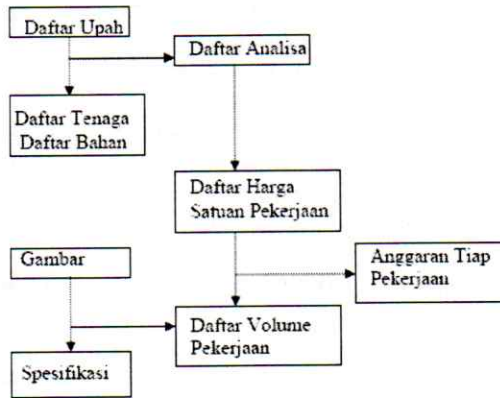 Daftar Upah
Daftar Analisa
Daftar Tenaga
Daftar Bahan
Daftar Harga
Satuan Pekerjaan
Gambar
Anggaran Tiap
Pekerjaan
Daftar Volume
Pekerjaan
Spesifikasi